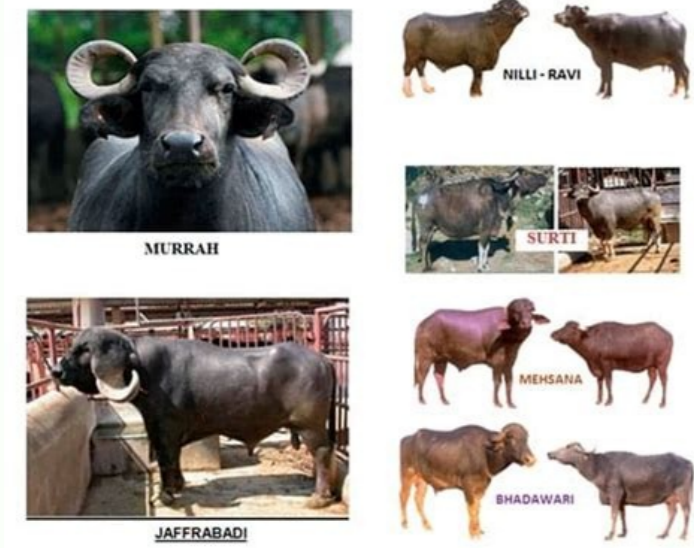 MURRAH
JAFFRABADI
NILLI - RAVI
SURTI
MEHSANA
BHADAWARI